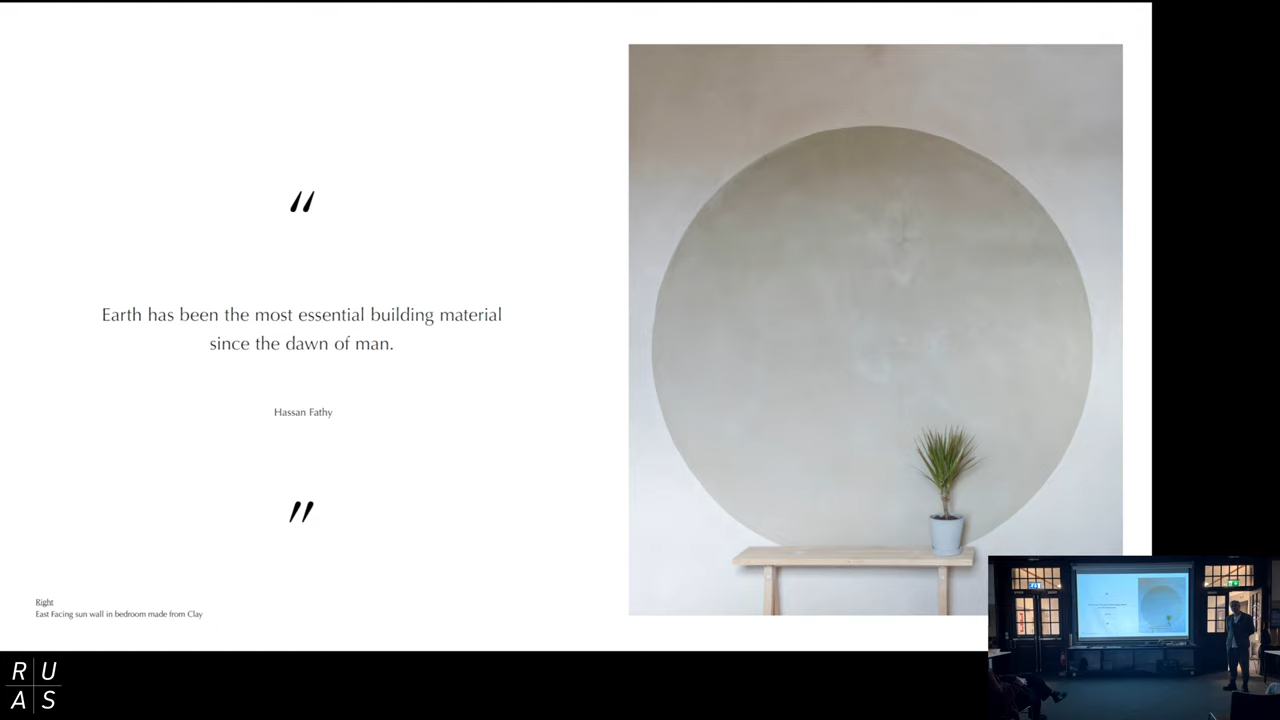 “
Earth has been the most essential building material
since the dawn of man.
Hassan Fathy
”
Right
East Facing sun wall in bedroom made from Clay
R U
A S